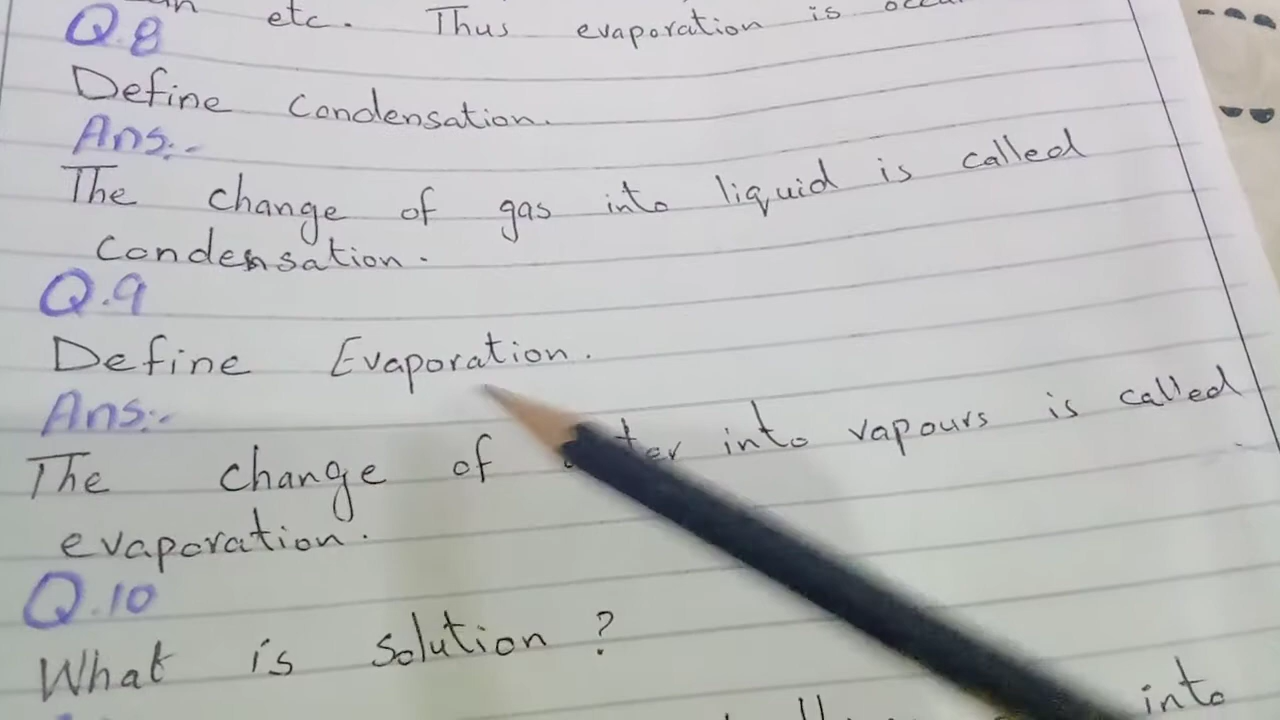 etc. Thus evaporation is
Q.8
Define Condensation.
Ans:-
The change of gas into liquid is called
Condensation.
Q.9
Define Evaporation.
Ans:-
The change of into vapours is called
evaporation.
Q.10
What is solution ?
into